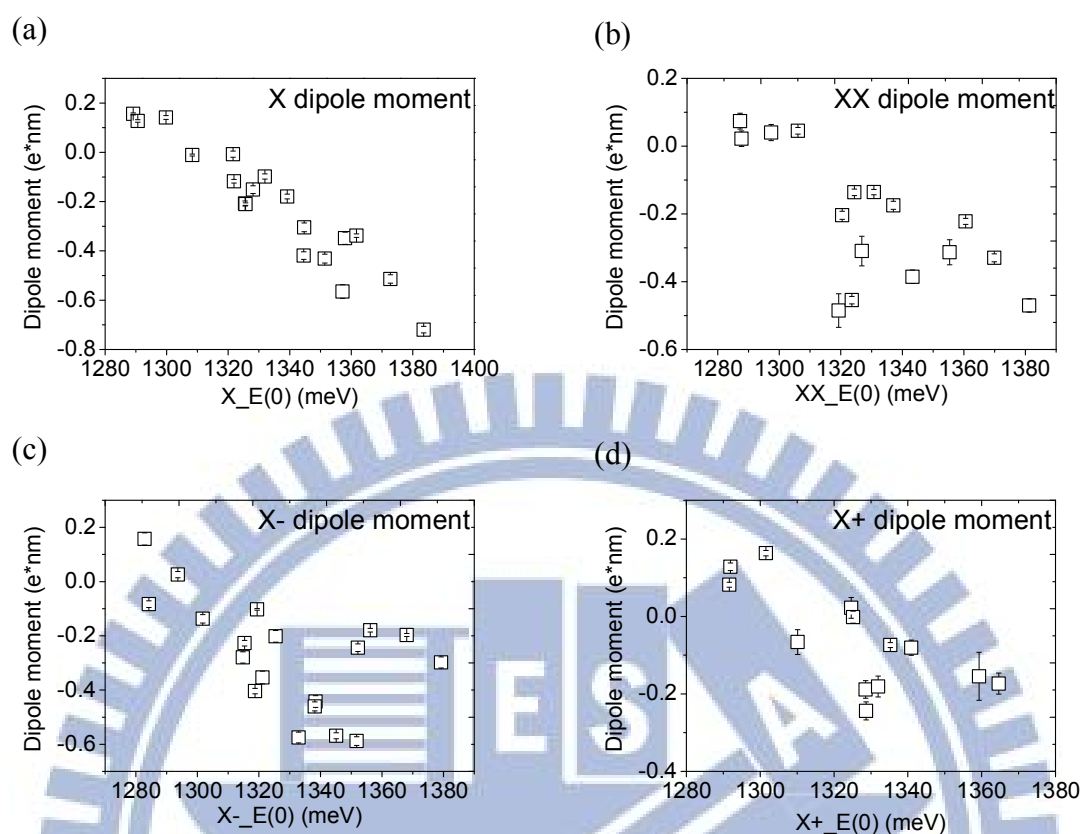 (a)
X dipole moment
Dipole moment (e*nm)
0.2
0.0
-0.2
-0.4
-0.6
-0.8
1280 1300 1320 1340 1360 1380 1400
X_E(0) (meV)
(b)
XX dipole moment
Dipole moment (e*nm)
0.2
0.0
-0.2
-0.4
-0.6
1280 1300 1320 1340 1360 1380
XX_E(0) (meV)
(c)
X- dipole moment
Dipole moment (e*nm)
0.2
0.0
-0.2
-0.4
-0.6
1280 1300 1320 1340 1360 1380
X-_E(0) (meV)
(d)
X+ dipole moment
Dipole moment (e*nm)
0.2
0.0
-0.2
-0.4
1280 1300 1320 1340 1360 1380
X+_E(0) (meV)
E S A